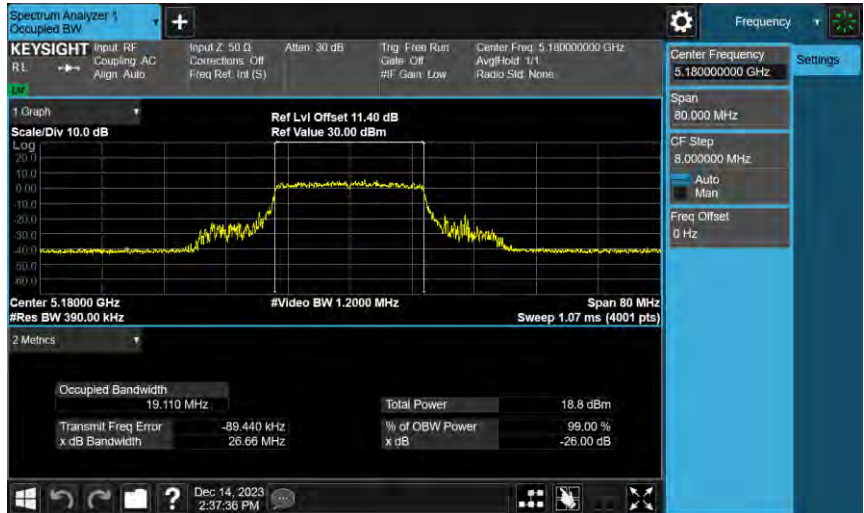 Spectrum Analyzer 1
Occupied BW
+
Frequency
KEYSIGHT
RL
Input: RF
Coupling: AC
Align: Auto
Input Z: 50 Ω
Corrections: Off
Freq Ref: Int (S)
Atten: 30 dB
Trig: Free Run
Gate: Off
#IF Gain: Low
Center Freq: 5.180000000 GHz
Avg|Hold: 1/1
Radio Std: None
1 Graph
Scale/Div 10.0 dB
Ref Lvl Offset 11.40 dB
Ref Value 30.00 dBm
Log
20.0
10.0
0.00
-10.0
-20.0
-30.0
-40.0
-50.0
-60.0
Center 5.18000 GHz
#Res BW 390.00 kHz
#Video BW 1.2000 MHz
Span 80 MHz
Sweep 1.07 ms (4001 pts)
2 Metrics
Occupied Bandwidth
19.110 MHz
Transmit Freq Error -89.440 kHz
x dB Bandwidth 26.66 MHz
Total Power 18.8 dBm
% of OBW Power 99.00 %
x dB -26.00 dB
Center Frequency
5.180000000 GHz
Settings
Span
80.000 MHz
CF Step
8.000000 MHz
Auto
Man
Freq Offset
0 Hz
?
Dec 14, 2023
2:37:36 PM